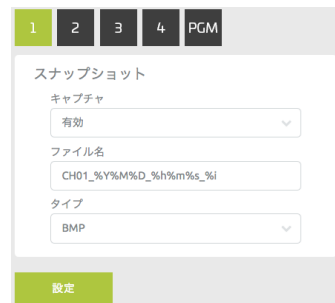 1 2 3 4 PGM
スナップショット
キャプチャ
有効
ファイル名
CH01_%Y%M%D_%h%m%s_%i
タイプ
BMP
設定